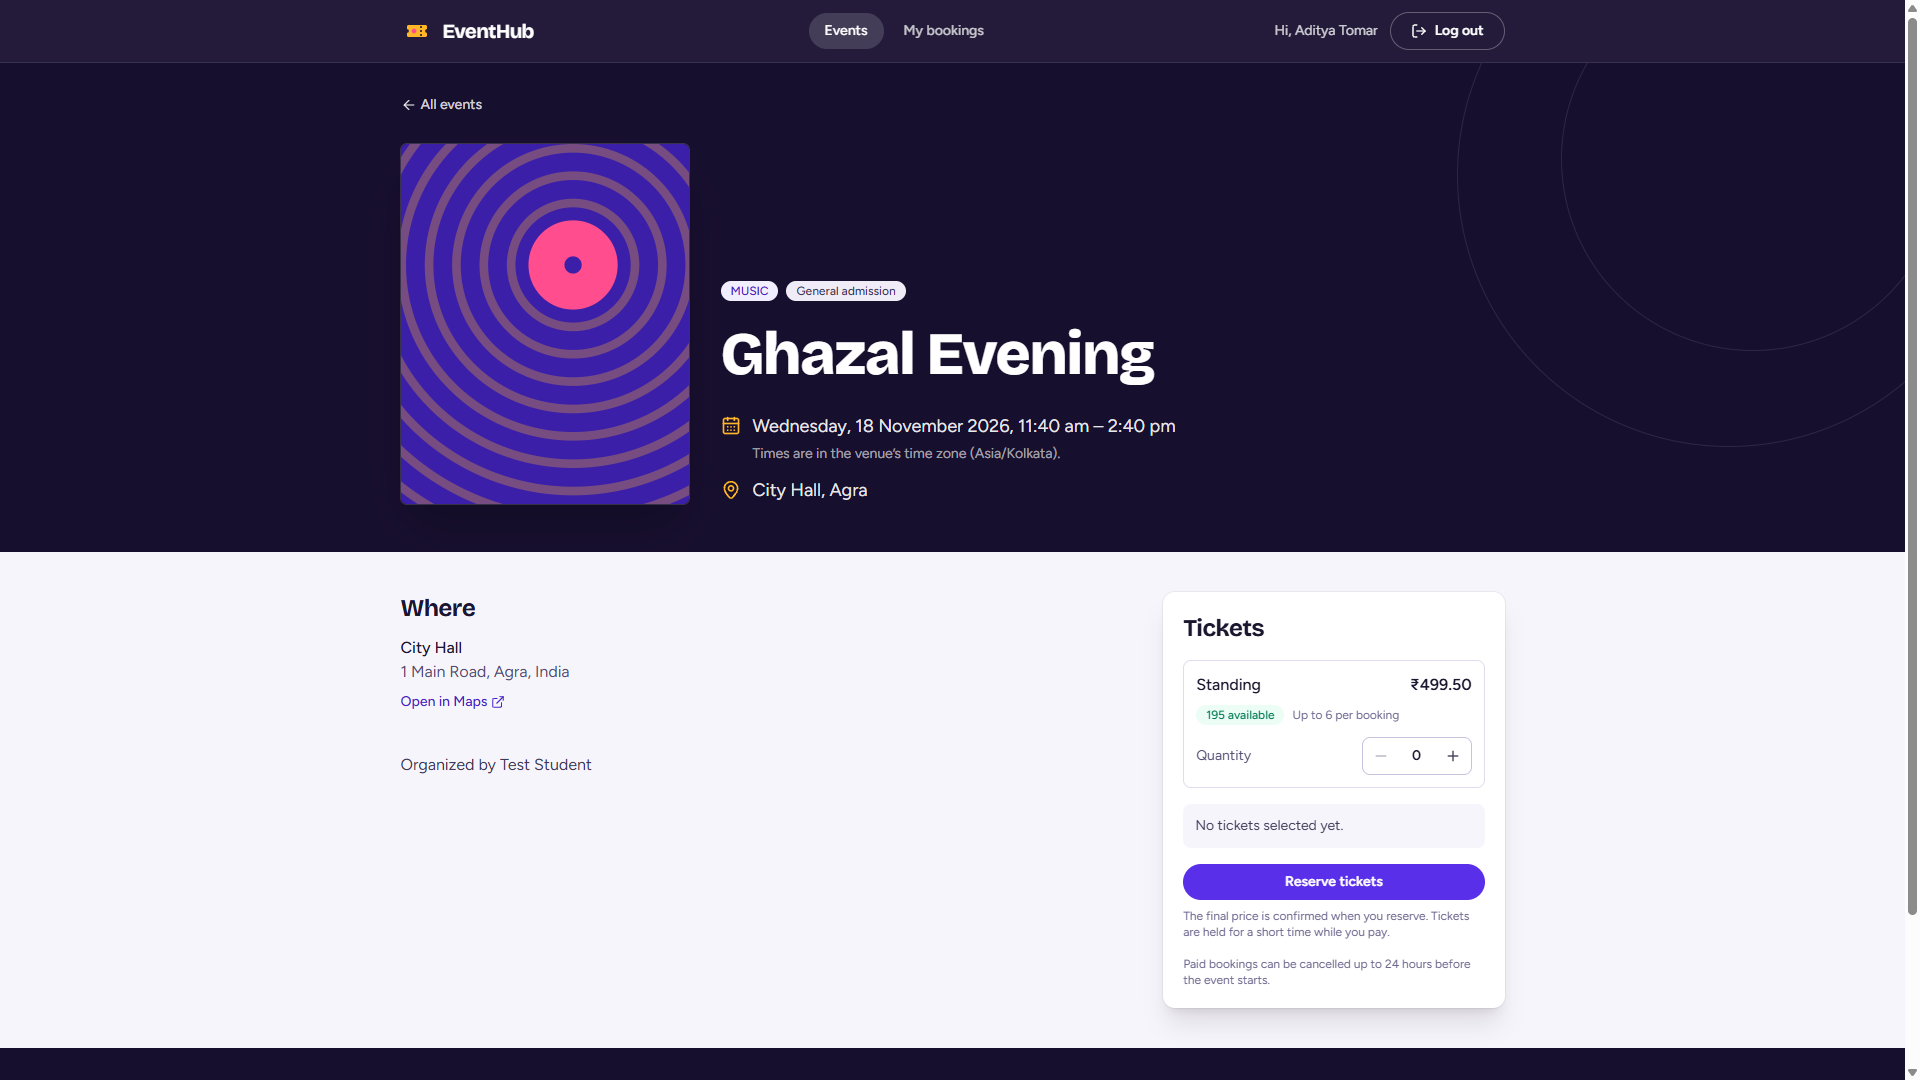 EventHub
Events
My bookings
Hi, Aditya Tomar
Log out
All events
MUSIC
General admission
Ghazal Evening
Wednesday, 18 November 2026, 11:40 am – 2:40 pm
Times are in the venue’s time zone (Asia/Kolkata).
City Hall, Agra
Where
City Hall
1 Main Road, Agra, India
Open in Maps
Organized by Test Student
Tickets
Standing
₹499.50
195 available
Up to 6 per booking
Quantity
0
No tickets selected yet.
Reserve tickets
The final price is confirmed when you reserve. Tickets
are held for a short time while you pay.
Paid bookings can be cancelled up to 24 hours before
the event starts.